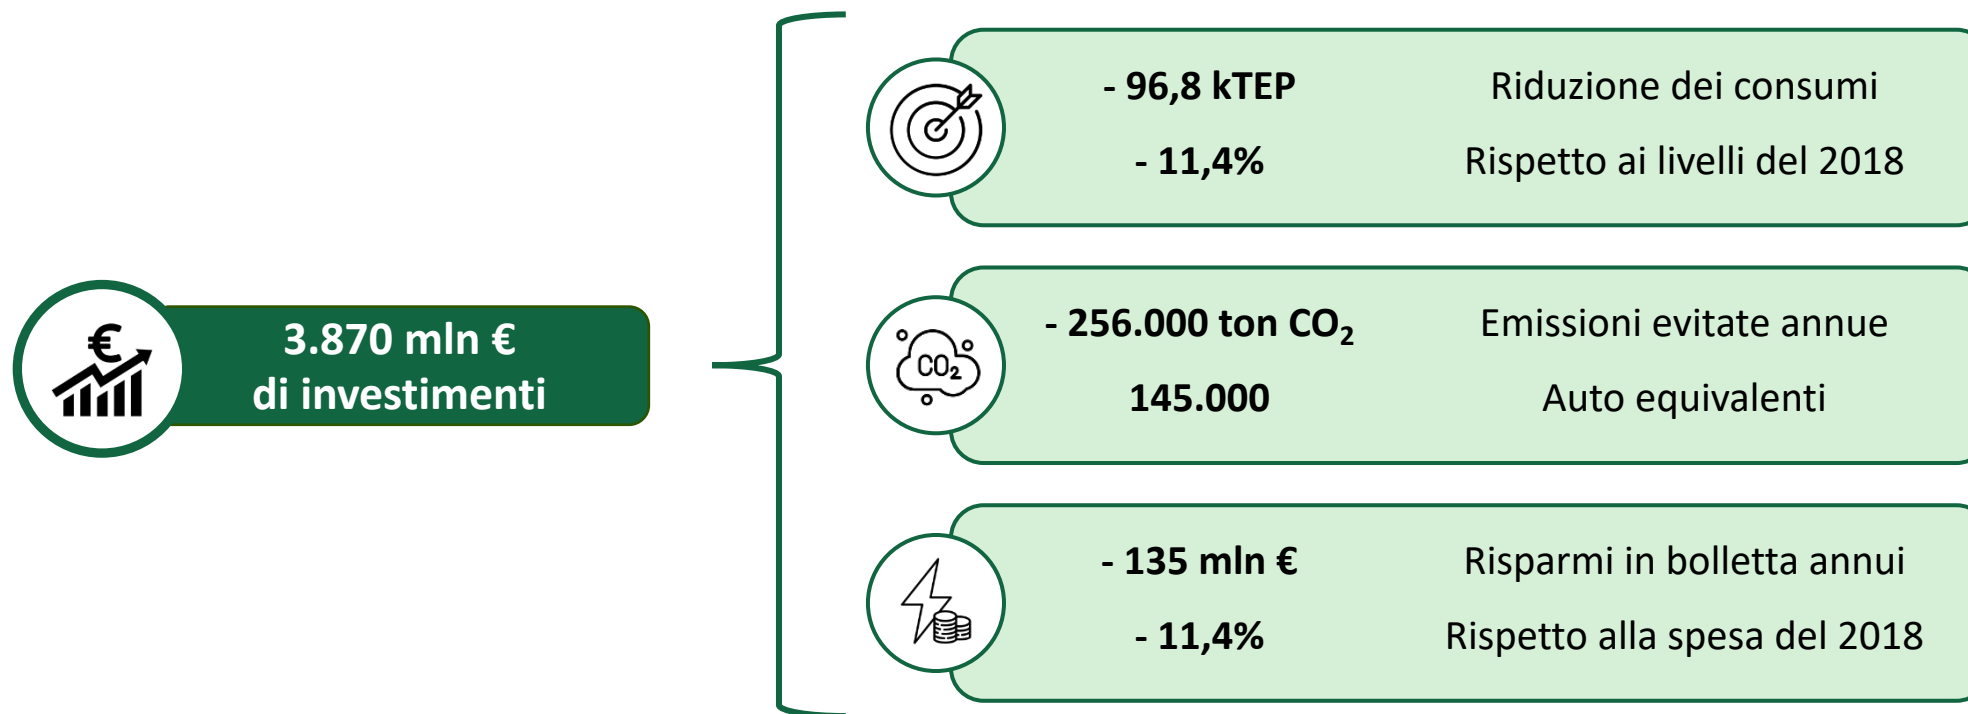 3.870 mln €
di investimenti
- 96,8 kTEP Riduzione dei consumi
- 11,4% Rispetto ai livelli del 2018
- 256.000 ton CO₂ Emissioni evitate annue
CO₂
145.000 Auto equivalenti
- 135 mln € Risparmi in bolletta annui
- 11,4% Rispetto alla spesa del 2018